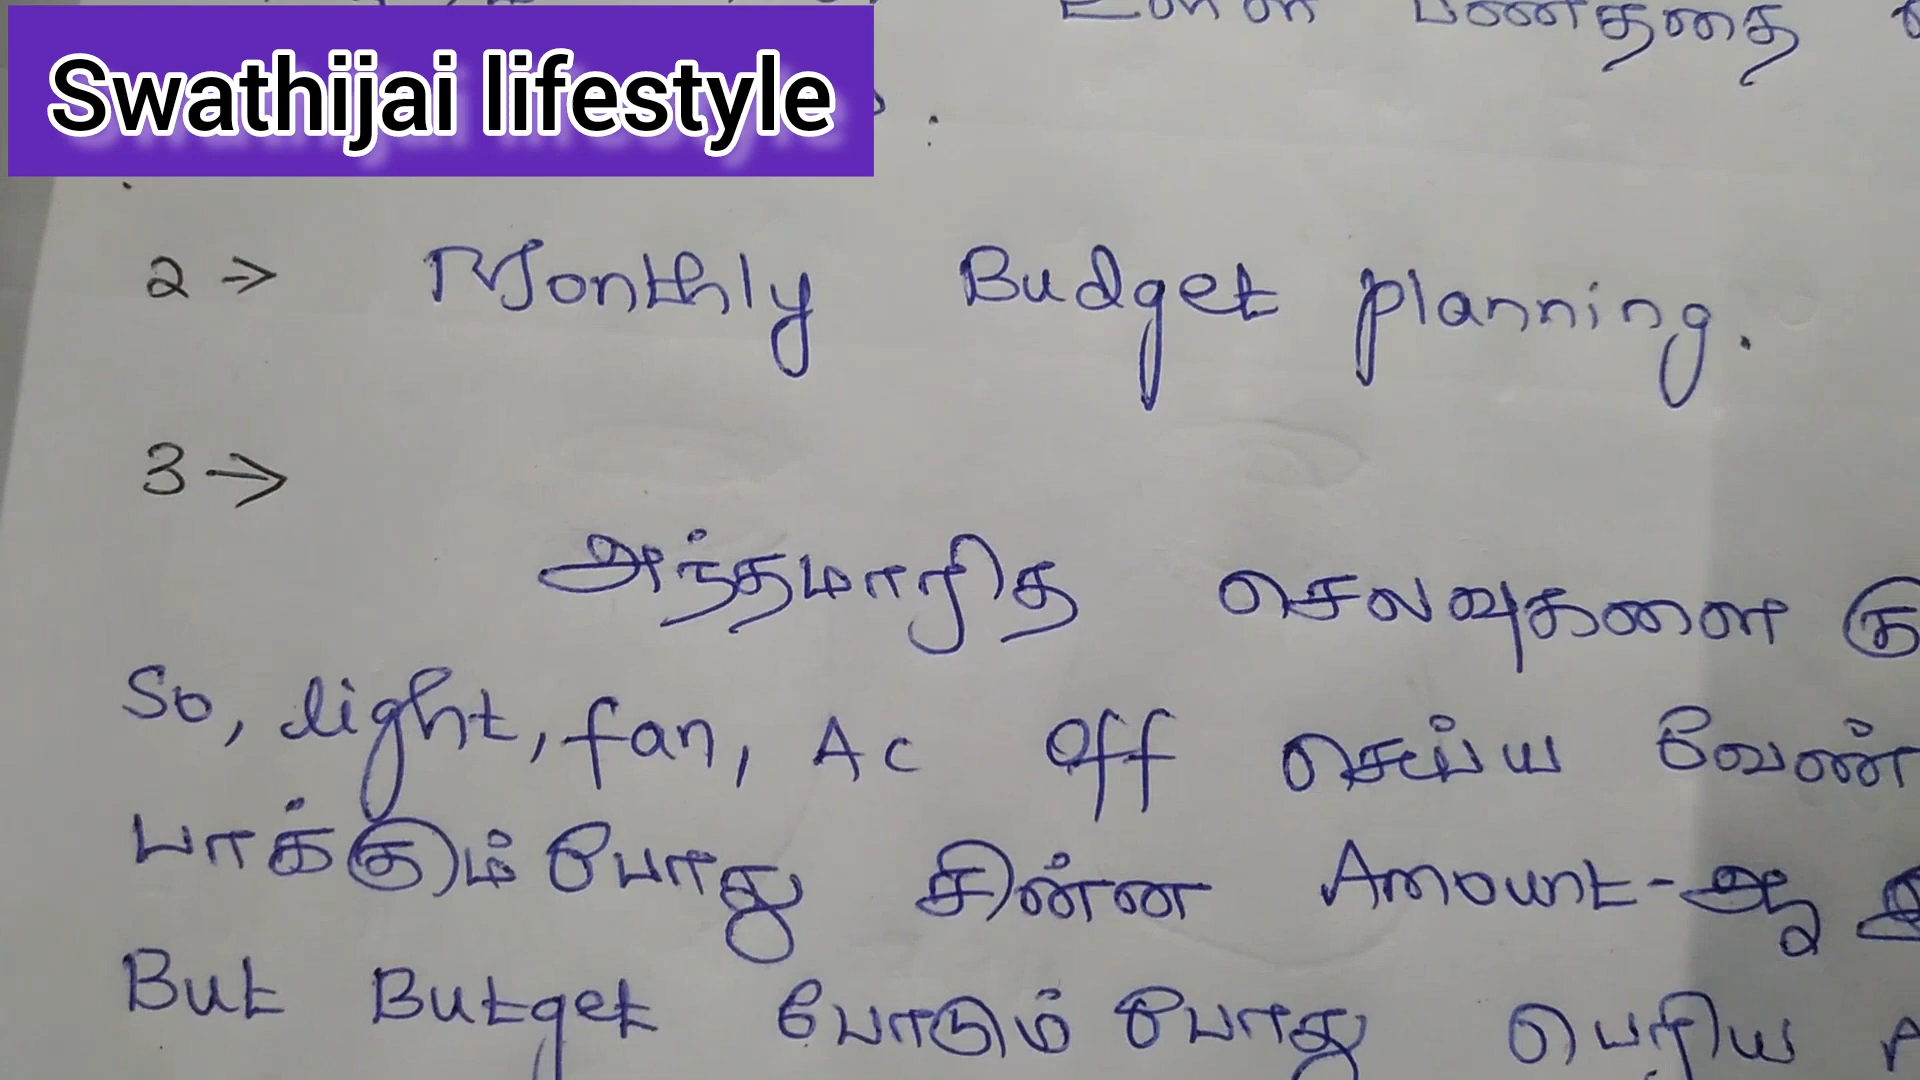 Swathijai lifestyle
பணத்தை
2 → Monthly Budget planning.
3 →
அந்தமாரித செலவுகளை
So, light, fan, Ac off செய்ய வேண்
பாக்கும் போது சின்ன Amount-ஆ
But Butget போடும் போது பெரிய